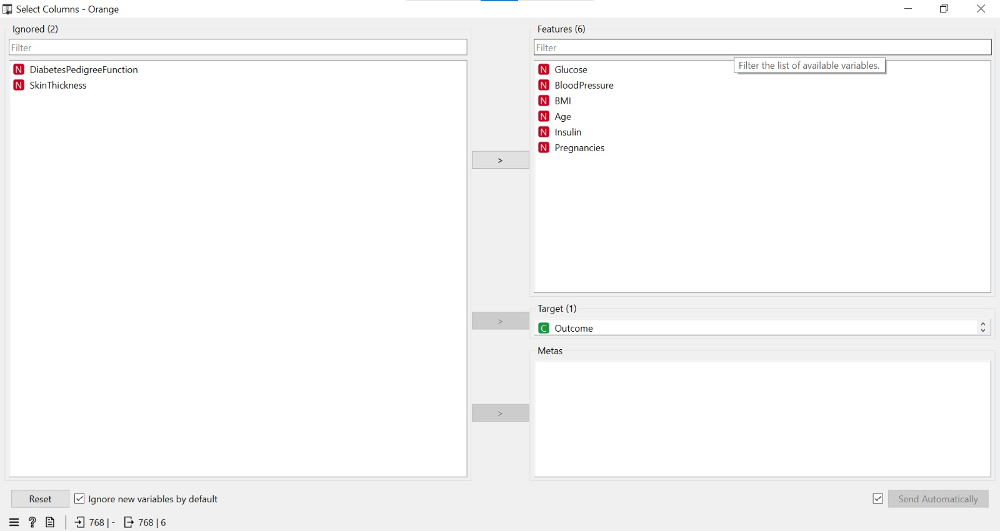 Select Columns - Orange
Ignored (2)
Filter
N DiabetesPedigreeFunction
N SkinThickness
>
>
>
Features (6)
Filter
Filter the list of available variables.
N Glucose
N BloodPressure
N BMI
N Age
N Insulin
N Pregnancies
Target (1)
C Outcome
Metas
Reset
Ignore new variables by default
Send Automatically
? 768 | - 768 | 6